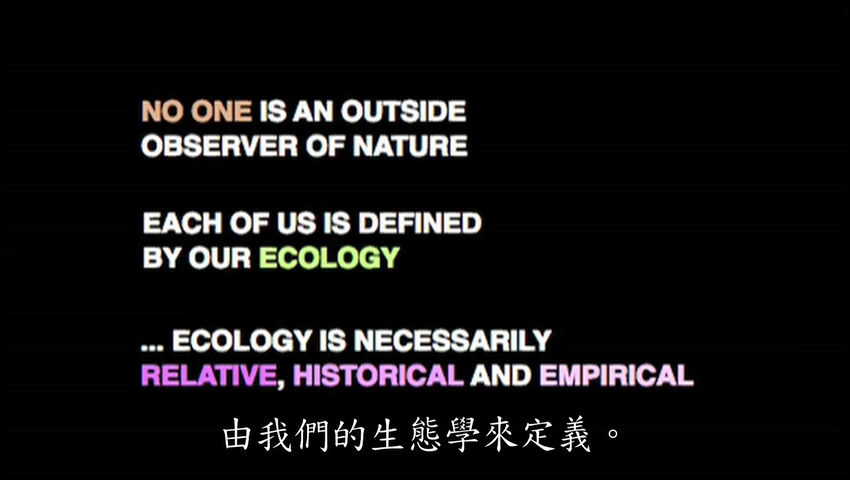 NO ONE IS AN OUTSIDE
OBSERVER OF NATURE
EACH OF US IS DEFINED
BY OUR ECOLOGY
... ECOLOGY IS NECESSARILY
RELATIVE, HISTORICAL AND EMPIRICAL
由我們的生態學來定義。